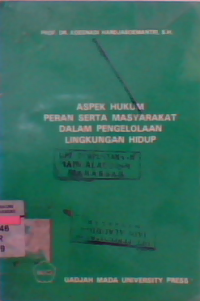 PROF. DR. KOESNADI HARDJASOEMANTRI, S.H.
ASPEK HUKUM
PERAN SERTA MASYARAKAT
DALAM PENGELOLAAN
LINGKUNGAN HIDUP
GADJAH MADA UNIVERSITY PRESS